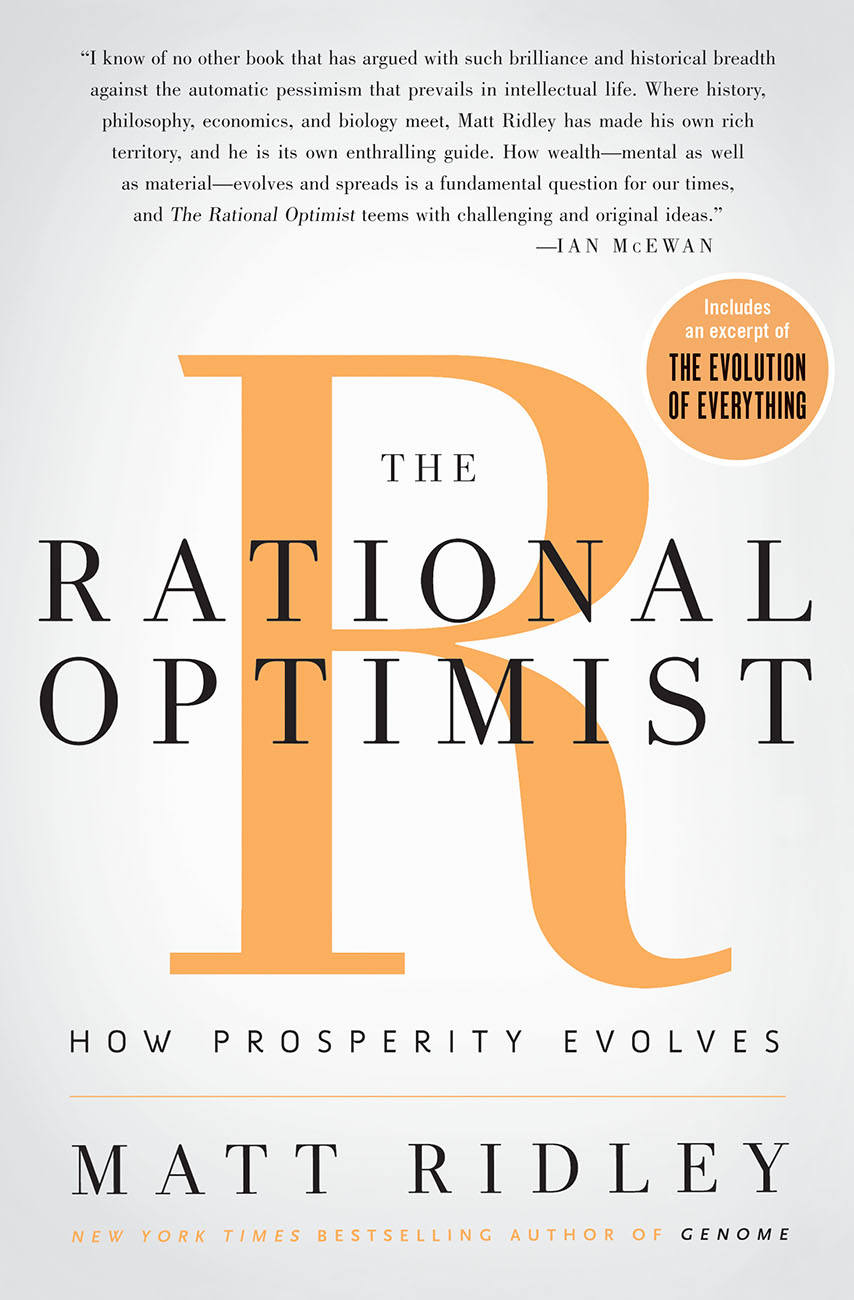 “I know of no other book that has argued with such brilliance and historical breadth
against the automatic pessimism that prevails in intellectual life. Where history,
philosophy, economics, and biology meet, Matt Ridley has made his own rich
territory, and he is its own enthralling guide. How wealth—mental as well
as material—evolves and spreads is a fundamental question for our times,
and The Rational Optimist teems with challenging and original ideas.”
—IAN McEWAN
Includes
an excerpt of
THE EVOLUTION
OF EVERYTHING
R
THE
RATIONAL
OPTIMIST
HOW PROSPERITY EVOLVES
MATT RIDLEY
NEW YORK TIMES BESTSELLING AUTHOR OF GENOME